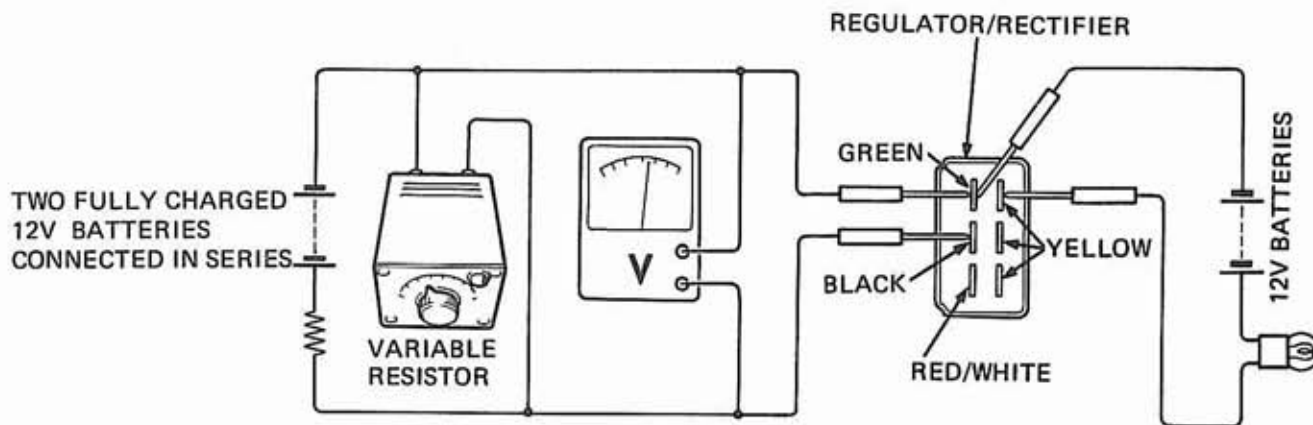 REGULATOR/RECTIFIER
GREEN
TWO FULLY CHARGED
12V BATTERIES
CONNECTED IN SERIES
V
BLACK
YELLOW
12V BATTERIES
VARIABLE
RESISTOR
RED/WHITE